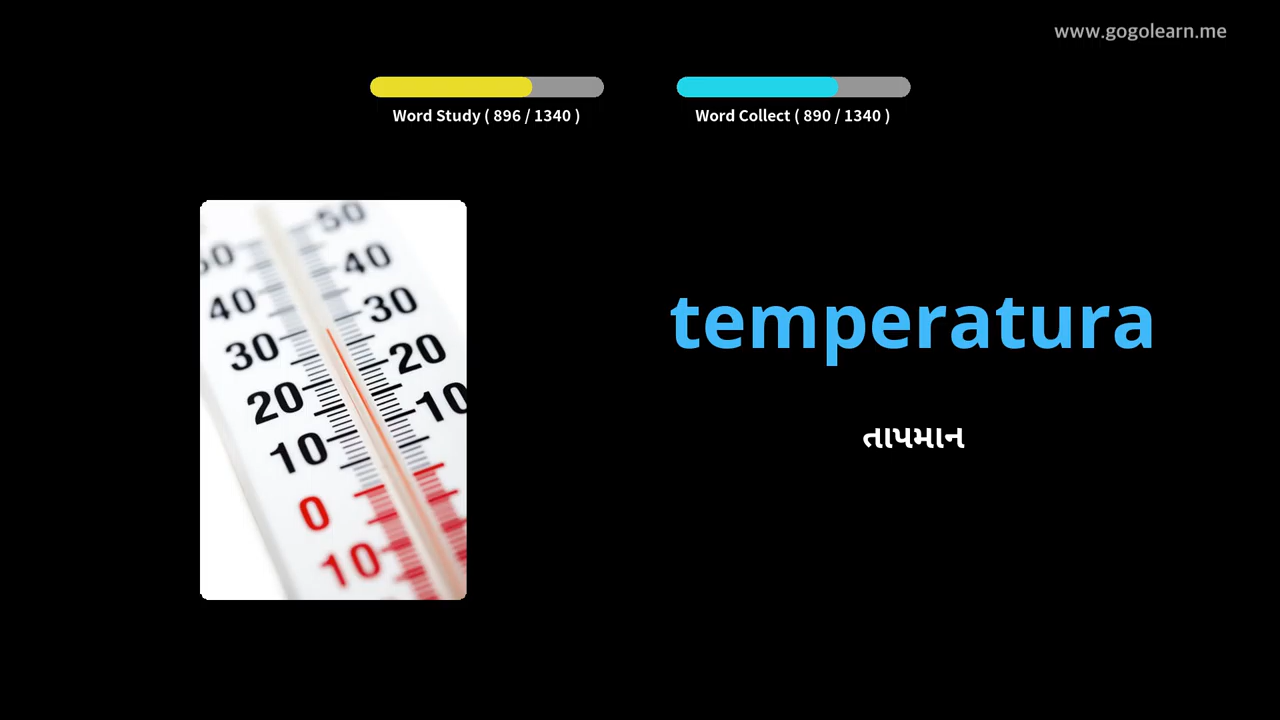 www.gogolearn.me
Word Study ( 896 / 1340 )
Word Collect ( 890 / 1340 )
50
40
30
20
10
40
30
20
10
0
10
temperatura
તાપમાન